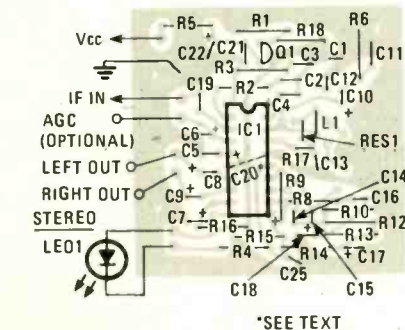 R5 R1 R6
Vcc C22 C21 Q1 R18 C3 C1 C11
R3
C19 R2 C2 C12
IF IN C4 C10
AGC IC1 L1
(OPTIONAL) C6 RES1
C5 R17 C13
LEFT OUT C8 C20*
RIGHT OUT R9 C14
C9 R8 C16
STEREO C7 R10 R12
LED1 R16 R15 R13
R4 R14 C17
C25
C18 C15
*SEE TEXT